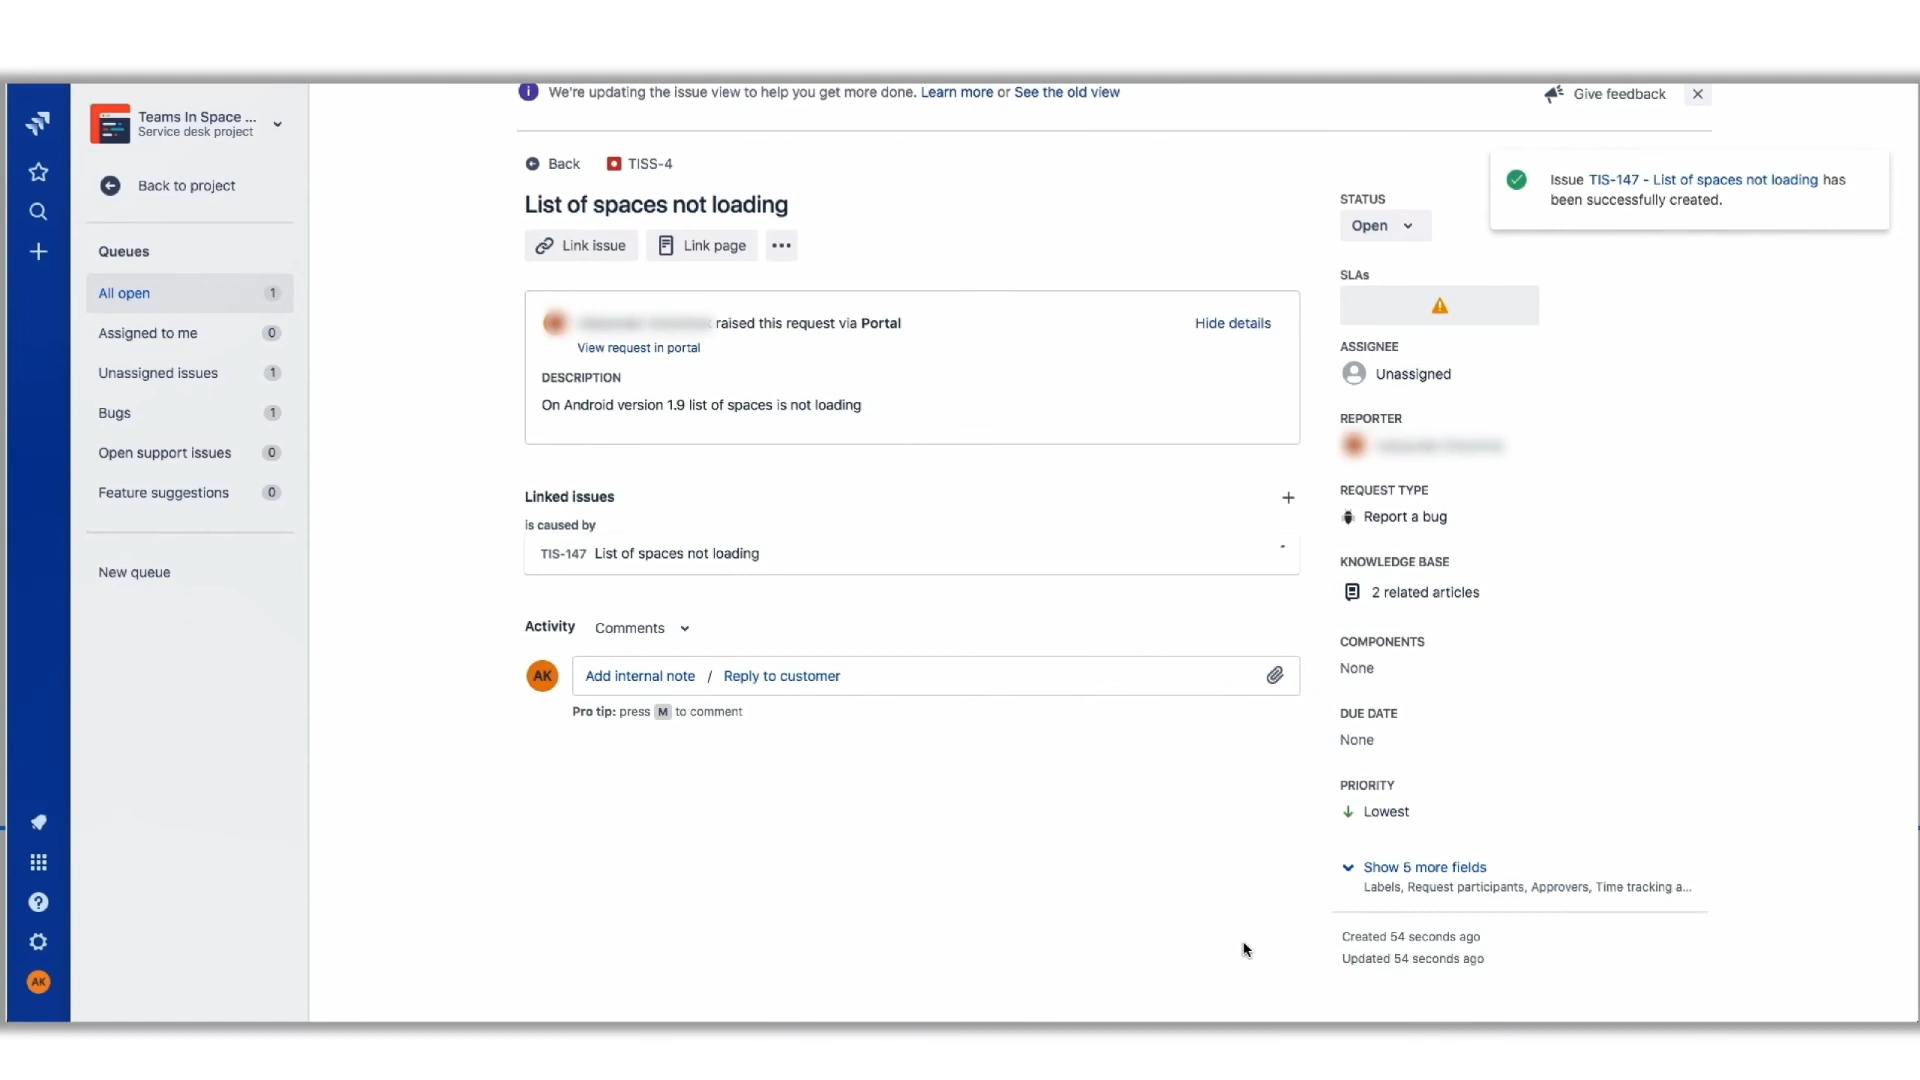 We're updating the issue view to help you get more done. Learn more or See the old view
Give feedback
Teams In Space ...
Service desk project
Back to project
Queues
All open 1
Assigned to me 0
Unassigned issues 1
Bugs 1
Open support issues 0
Feature suggestions 0
New queue
Back TISS-4
List of spaces not loading
Link issue Link page
raised this request via Portal
Hide details
View request in portal
DESCRIPTION
On Android version 1.9 list of spaces is not loading
Linked issues
is caused by
TIS-147 List of spaces not loading
Activity Comments
AK Add internal note / Reply to customer
Pro tip: press M to comment
Issue TIS-147 - List of spaces not loading has
been successfully created.
STATUS
Open
SLAs
ASSIGNEE
Unassigned
REPORTER
REQUEST TYPE
Report a bug
KNOWLEDGE BASE
2 related articles
COMPONENTS
None
DUE DATE
None
PRIORITY
Lowest
Show 5 more fields
Labels, Request participants, Approvers, Time tracking a...
Created 54 seconds ago
Updated 54 seconds ago
AK